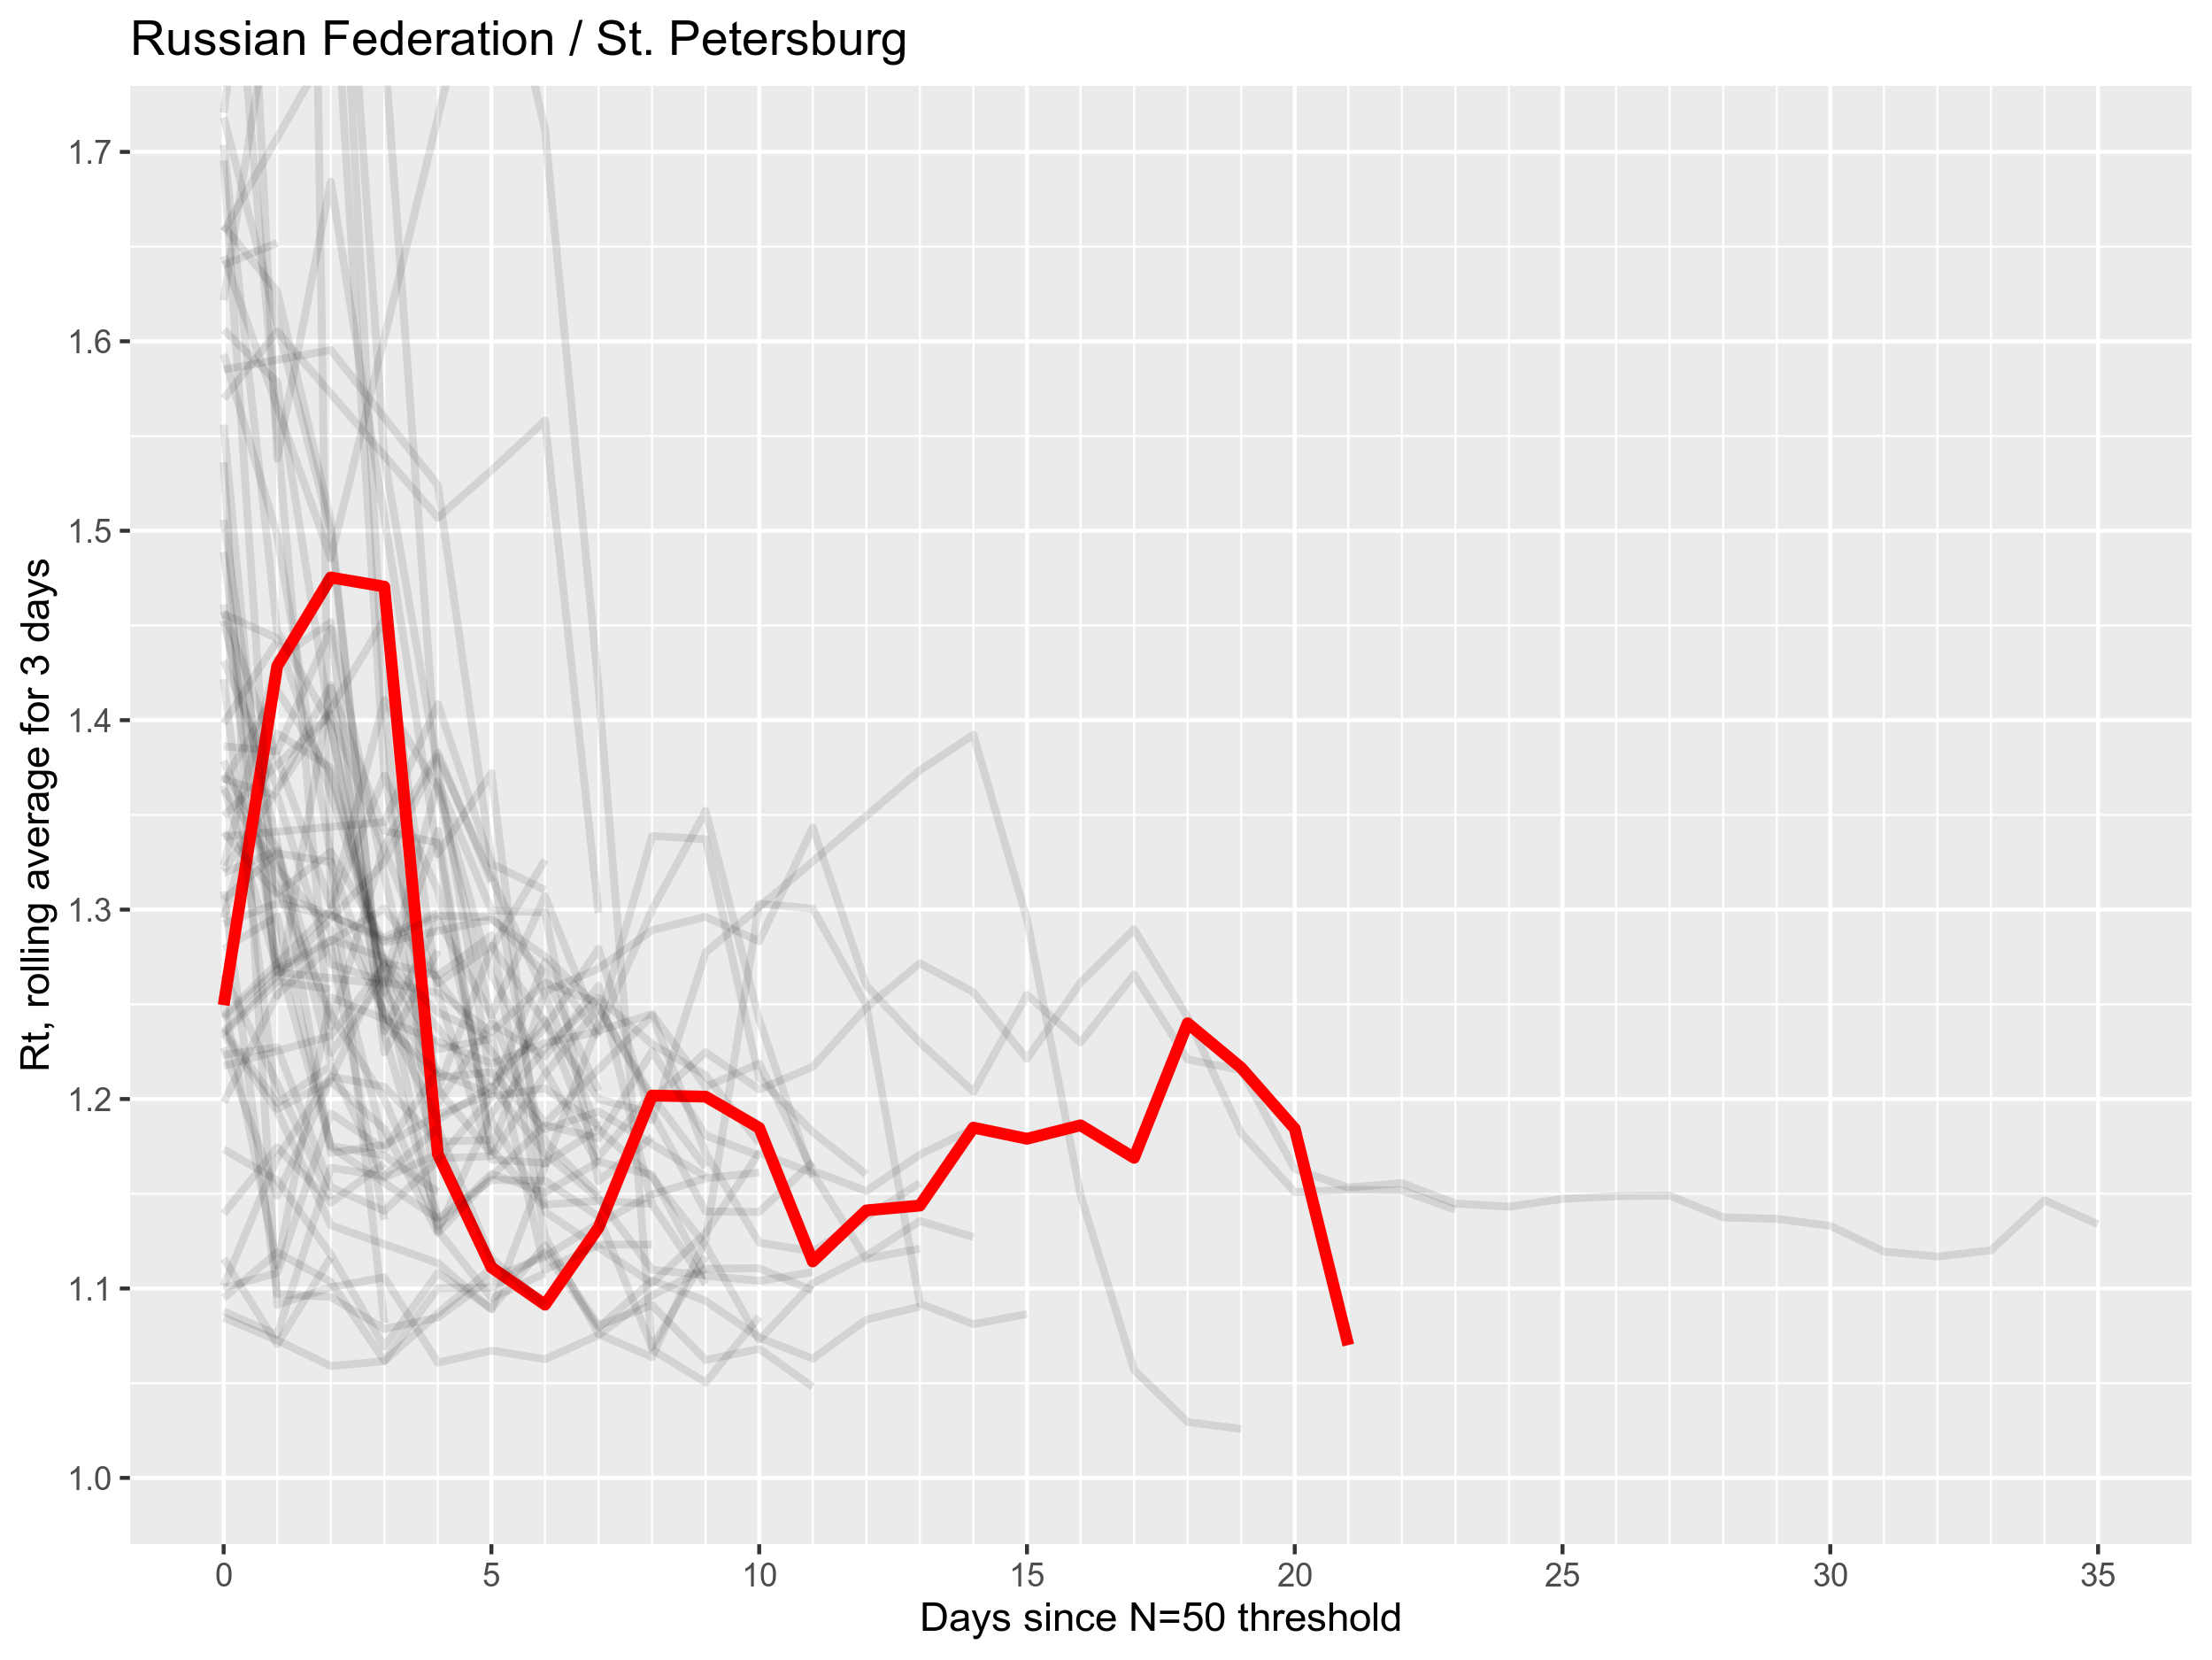 Russian Federation / St. Petersburg
Rt, rolling average for 3 days
1.7
1.6
1.5
1.4
1.3
1.2
1.1
1.0
0 5 10 15 20 25 30 35
Days since N=50 threshold